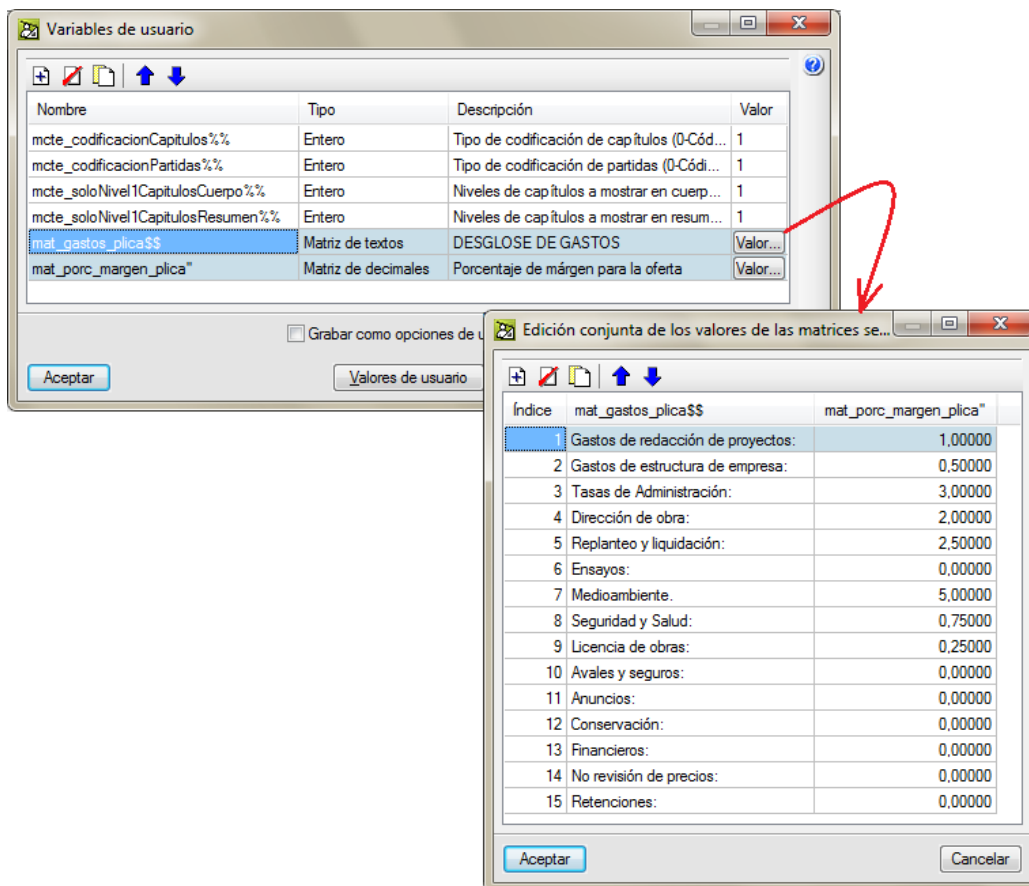 Variables de usuario
Nombre Tipo Descripción Valor
mcte_codificacionCapitulos%% Entero Tipo de codificación de capítulos (0-Cód... 1
mcte_codificacionPartidas%% Entero Tipo de codificación de partidas (0-Códi... 1
mcte_soloNivel1CapitulosCuerpo%% Entero Niveles de capítulos a mostrar en cuerp... 1
mcte_soloNivel1CapitulosResumen%% Entero Niveles de capítulos a mostrar en resum... 1
mat_gastos_plica$$ Matriz de textos DESGLOSE DE GASTOS Valor...
mat_porc_margen_plica" Matriz de decimales Porcentaje de márgen para la oferta Valor...
Grabar como opciones de u
Aceptar Valores de usuario
Edición conjunta de los valores de las matrices se...
Índice mat_gastos_plica$$ mat_porc_margen_plica"
1 Gastos de redacción de proyectos: 1,00000
2 Gastos de estructura de empresa: 0,50000
3 Tasas de Administración: 3,00000
4 Dirección de obra: 2,00000
5 Replanteo y liquidación: 2,50000
6 Ensayos: 0,00000
7 Medioambiente. 5,00000
8 Seguridad y Salud: 0,75000
9 Licencia de obras: 0,25000
10 Avales y seguros: 0,00000
11 Anuncios: 0,00000
12 Conservación: 0,00000
13 Financieros: 0,00000
14 No revisión de precios: 0,00000
15 Retenciones: 0,00000
Aceptar Cancelar